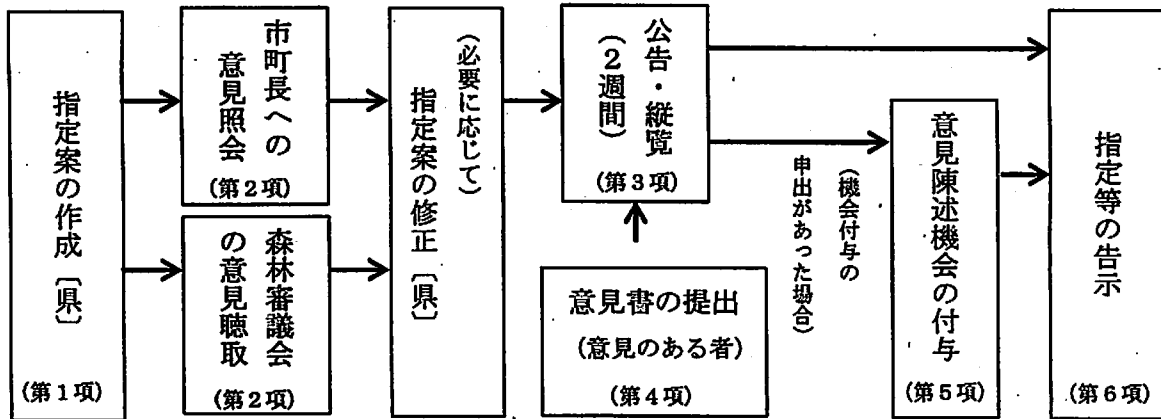 指定案の作成〔県〕
(第1項)
市町長への
意見照会
(第2項)
森林審議会
の意見聴取
(第2項)
(必要に応じて)
指定案の修正〔県〕
公告・縦覧
(2週間)
(第3項)
意見書の提出
(意見のある者)
(第4項)
(機会付与の
申出があった場合)
意見陳述機会の付与
(第5項)
指定等の告示
(第6項)